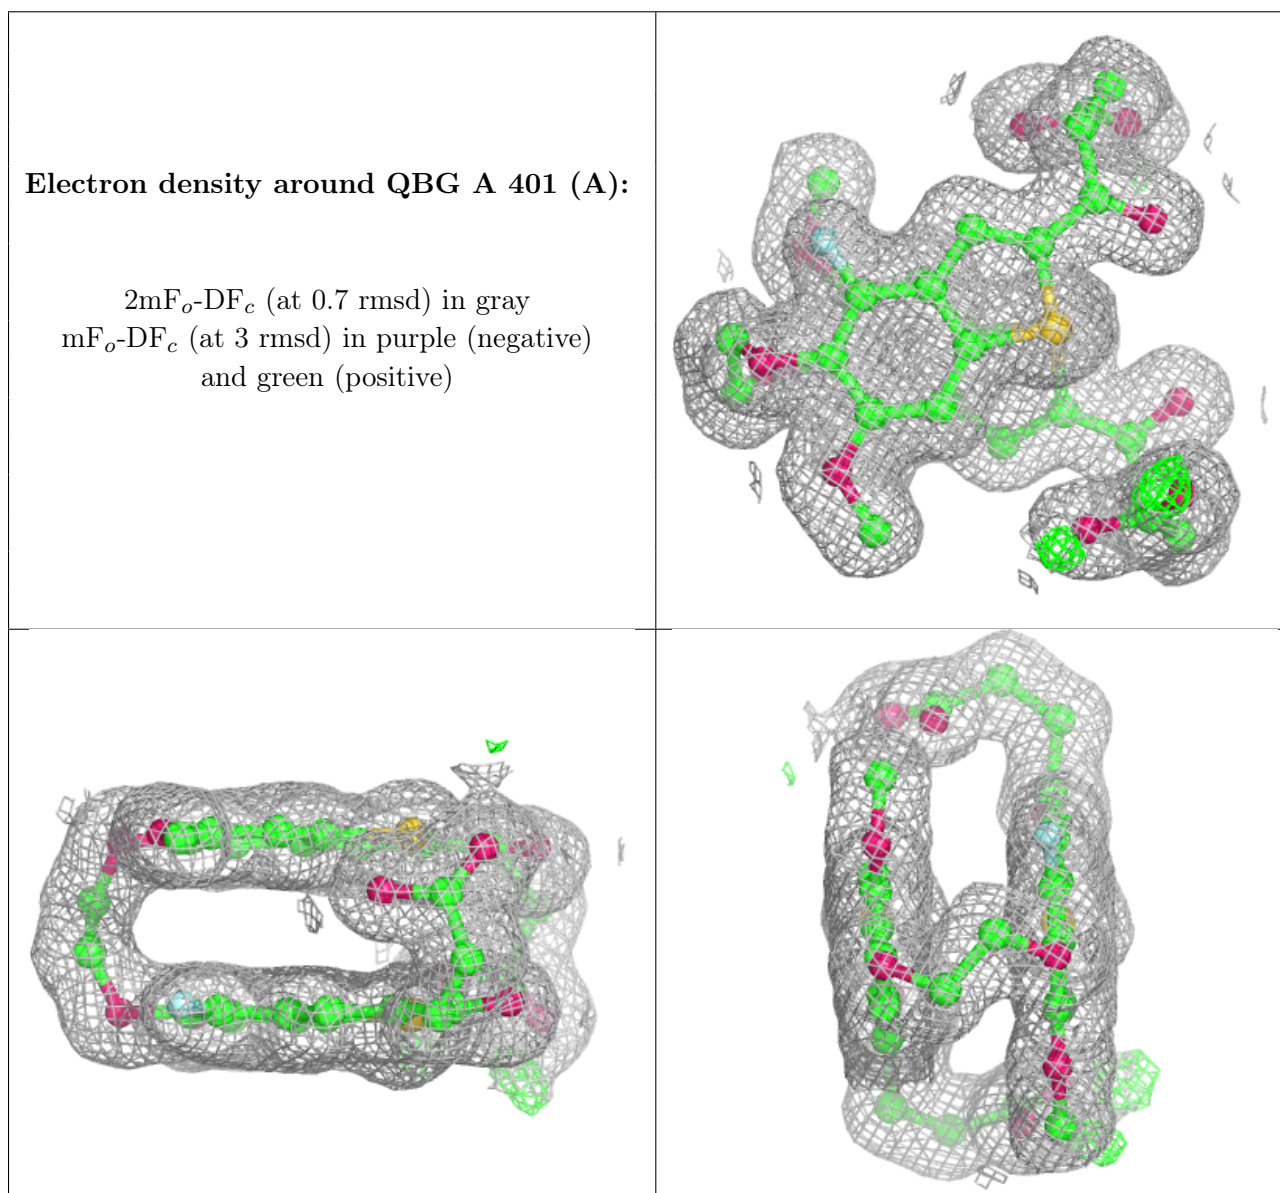 Electron density around QBG A 401 (A):
2mFo-DFc (at 0.7 rmsd) in gray
mFo-DFc (at 3 rmsd) in purple (negative)
and green (positive)